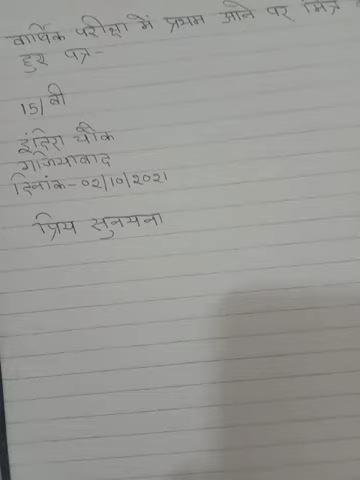 वार्षिक परीक्षा में प्रथम आने पर मित्र
हुए पत्र-
15/बी
इंदिरा चौक
गाजियाबाद
दिनांक-02/10/2021
प्रिय सुनयना